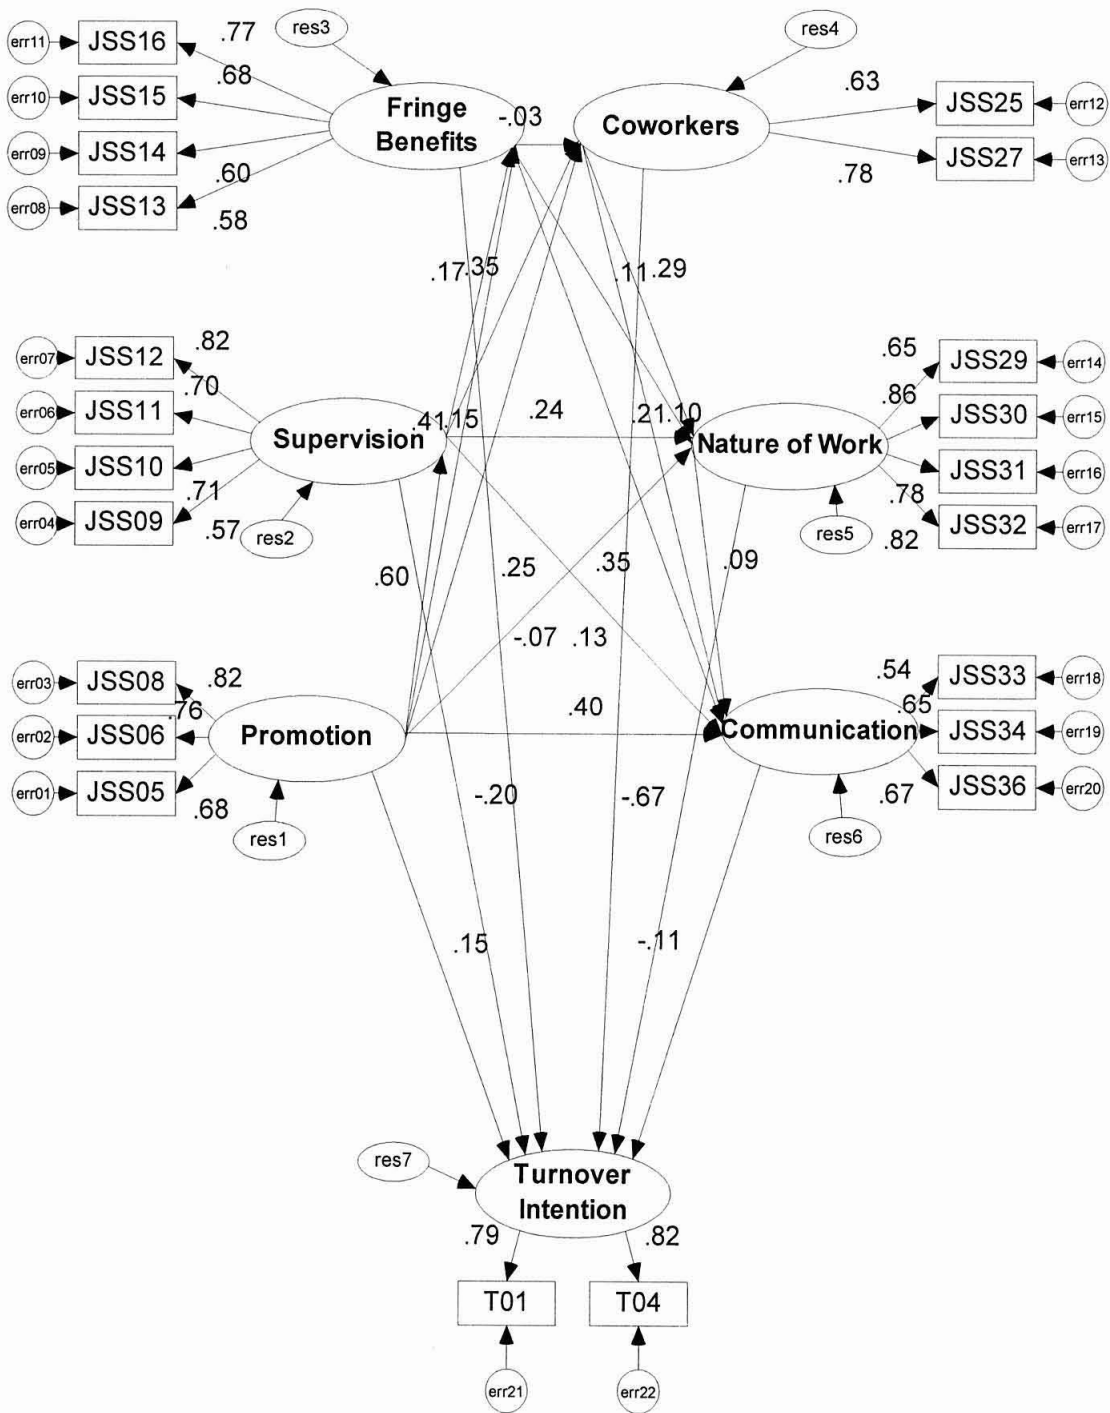 err11
JSS16
.77
res3
res4
err10
JSS15
.68
Fringe
Benefits
-.03
Coworkers
.63
JSS25
err12
err09
JSS14
.60
JSS27
err13
.78
err08
JSS13
.58
.17
.35
.11
.29
err07
JSS12
.82
.65
JSS29
err14
.70
.86
err06
JSS11
JSS30
err15
Supervision
.41
.15
.24
.21
.10
Nature of Work
err05
JSS10
JSS31
err16
.71
.78
err04
JSS09
.57
res2
res5
.82
JSS32
err17
.60
.25
.35
.09
-.07
.13
err03
JSS08
.82
.54
JSS33
err18
.76
.65
err02
JSS06
Promotion
.40
Communication
JSS34
err19
err01
JSS05
.68
-.20
-.67
.67
JSS36
err20
res1
res6
.15
-.11
res7
Turnover
Intention
.79
.82
T01
T04
err21
err22